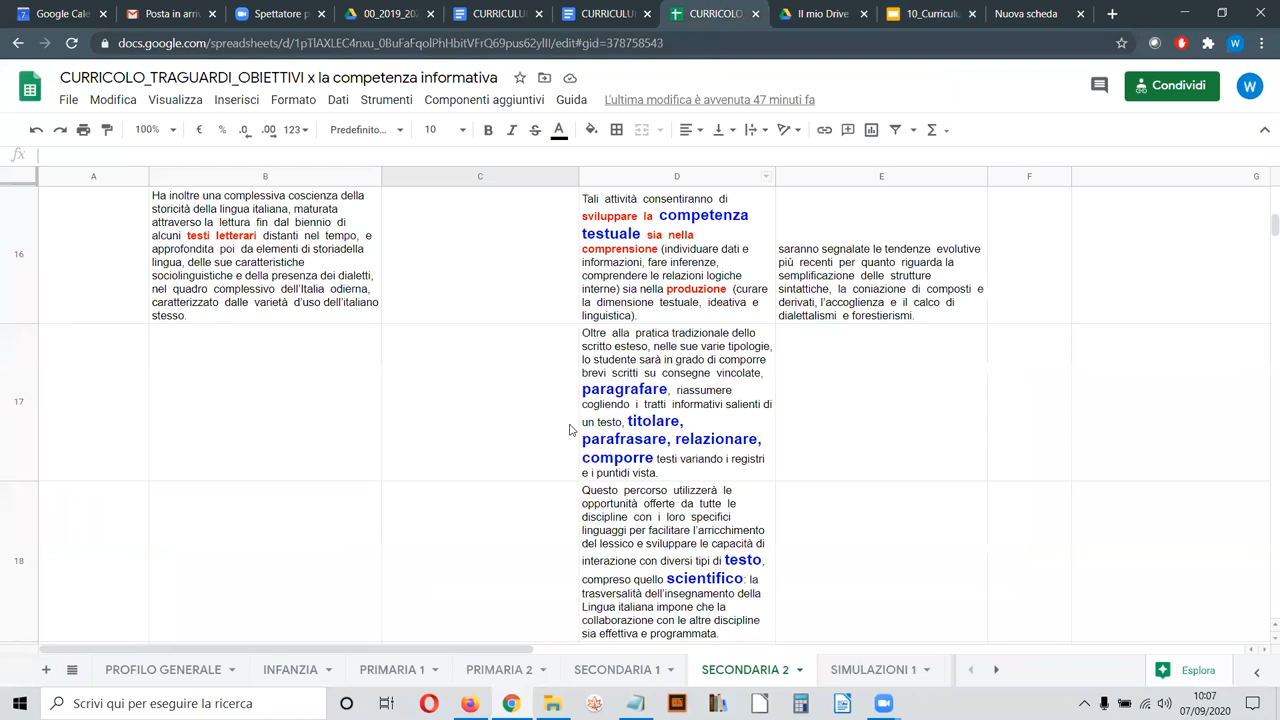 Google Cale
Posta in arri
Spettatore-p
00_2019_20
CURRICULU
CURRICUL
CURRICOLO
Il mio Drive
10_Curricul
Nuova scheda
docs.google.com/spreadsheets/d/1pTlAXLEC4nxu_0BuFaFqolPhHbitVFrQ69pus62ylII/edit#gid=378758543
CURRICOLO_TRAGUARDI_OBIETTIVI x la competenza informativa
File Modifica Visualizza Inserisci Formato Dati Strumenti Componenti aggiuntivi Guida L'ultima modifica è avvenuta 47 minuti fa
Condividi
W
100% € % .0 .00 123 Predefinito... 10 B I S A
fx
A B C D E F G
16
Ha inoltre una complessiva coscienza della
storicità della lingua italiana, maturata
attraverso la lettura fin dal biennio di
alcuni testi letterari distanti nel tempo, e
approfondita poi da elementi di storiadella
lingua, delle sue caratteristiche
sociolinguistiche e della presenza dei dialetti,
nel quadro complessivo dell'Italia odierna,
caratterizzato dalle varietà d'uso dell'italiano
stesso.
Tali attività consentiranno di
sviluppare la competenza
testuale sia nella
comprensione (individuare dati e
informazioni, fare inferenze,
comprendere le relazioni logiche
interne) sia nella produzione (curare
la dimensione testuale, ideativa e
linguistica).
saranno segnalate le tendenze evolutive
più recenti per quanto riguarda la
semplificazione delle strutture
sintattiche, la coniazione di composti e
derivati, l'accoglienza e il calco di
dialettalismi e forestierismi.
17
Oltre alla pratica tradizionale dello
scritto esteso, nelle sue varie tipologie,
lo studente sarà in grado di comporre
brevi scritti su consegne vincolate,
paragrafare, riassumere
cogliendo i tratti informativi salienti di
un testo, titolare,
parafrasare, relazionare,
comporre testi variando i registri
e i puntidi vista.
18
Questo percorso utilizzerà le
opportunità offerte da tutte le
discipline con i loro specifici
linguaggi per facilitare l'arricchimento
del lessico e sviluppare le capacità di
interazione con diversi tipi di testo,
compreso quello scientifico: la
trasversalità dell'insegnamento della
Lingua italiana impone che la
collaborazione con le altre discipline
sia effettiva e programmata.
PROFILO GENERALE INFANZIA PRIMARIA 1 PRIMARIA 2 SECONDARIA 1 SECONDARIA 2 SIMULAZIONI 1 Esplora
Scrivi qui per eseguire la ricerca
10:07
07/09/2020